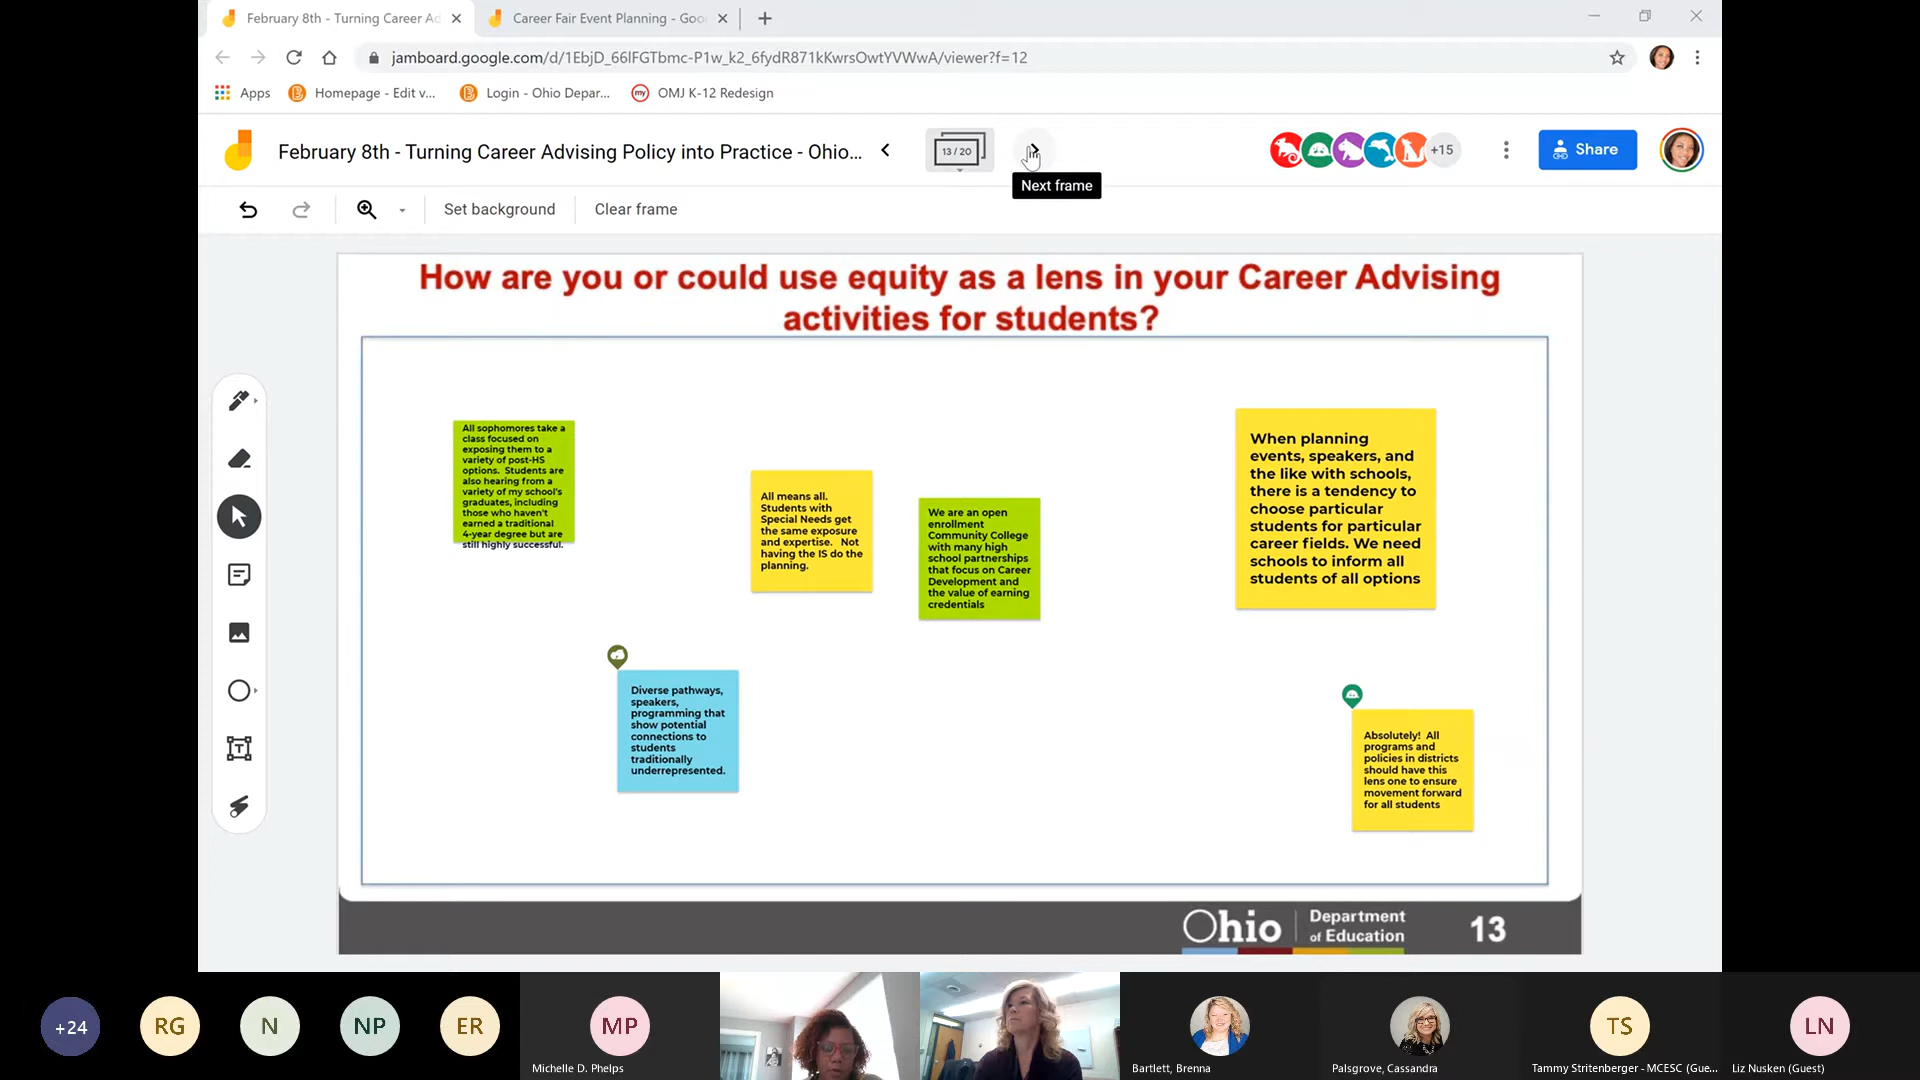 February 8th - Turning Career Ad
Career Fair Event Planning - Goo
jamboard.google.com/d/1EbjD_66lFGTbmc-P1w_k2_6fydR871kKwrsOwtYVWwA/viewer?f=12
Apps
Homepage - Edit v...
Login - Ohio Depar...
my
OMJ K-12 Redesign
February 8th - Turning Career Advising Policy into Practice - Ohio...
13 / 20
+15
Share
Next frame
Set background
Clear frame
How are you or could use equity as a lens in your Career Advising
activities for students?
All sophomores take a
class focused on
exposing them to a
variety of post-HS
options. Students are
also hearing from a
variety of my school's
graduates, including
those who haven't
earned a traditional
4-year degree but are
still highly successful.
All means all.
Students with
Special Needs get
the same exposure
and expertise. Not
having the IS do the
planning.
We are an open
enrollment
Community College
with many high
school partnerships
that focus on Career
Development and
the value of earning
credentials
When planning
events, speakers, and
the like with schools,
there is a tendency to
choose particular
students for particular
career fields. We need
schools to inform all
students of all options
Diverse pathways,
speakers,
programming that
show potential
connections to
students
traditionally
underrepresented.
Absolutely! All
programs and
policies in districts
should have this
lens one to ensure
movement forward
for all students
T
Ohio
Department
of Education
13
+24
RG
N
NP
ER
MP
TS
LN
Michelle D. Phelps
Bartlett, Brenna
Palsgrove, Cassandra
Tammy Stritenberger - MCESC (Gue...
Liz Nusken (Guest)